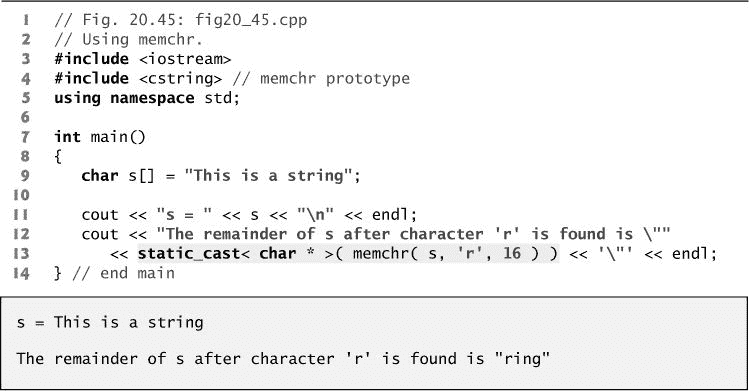 1 // Fig. 20.45: fig20_45.cpp
2 // Using memchr.
3 #include <iostream>
4 #include <cstring> // memchr prototype
5 using namespace std;
6
7 int main()
8 {
9 char s[] = "This is a string";
10
11 cout << "s = " << s << "\n" << endl;
12 cout << "The remainder of s after character 'r' is found is \""
13 << static_cast< char * >( memchr( s, 'r', 16 ) ) << '\"' << endl;
14 } // end main
s = This is a string
The remainder of s after character 'r' is found is "ring"